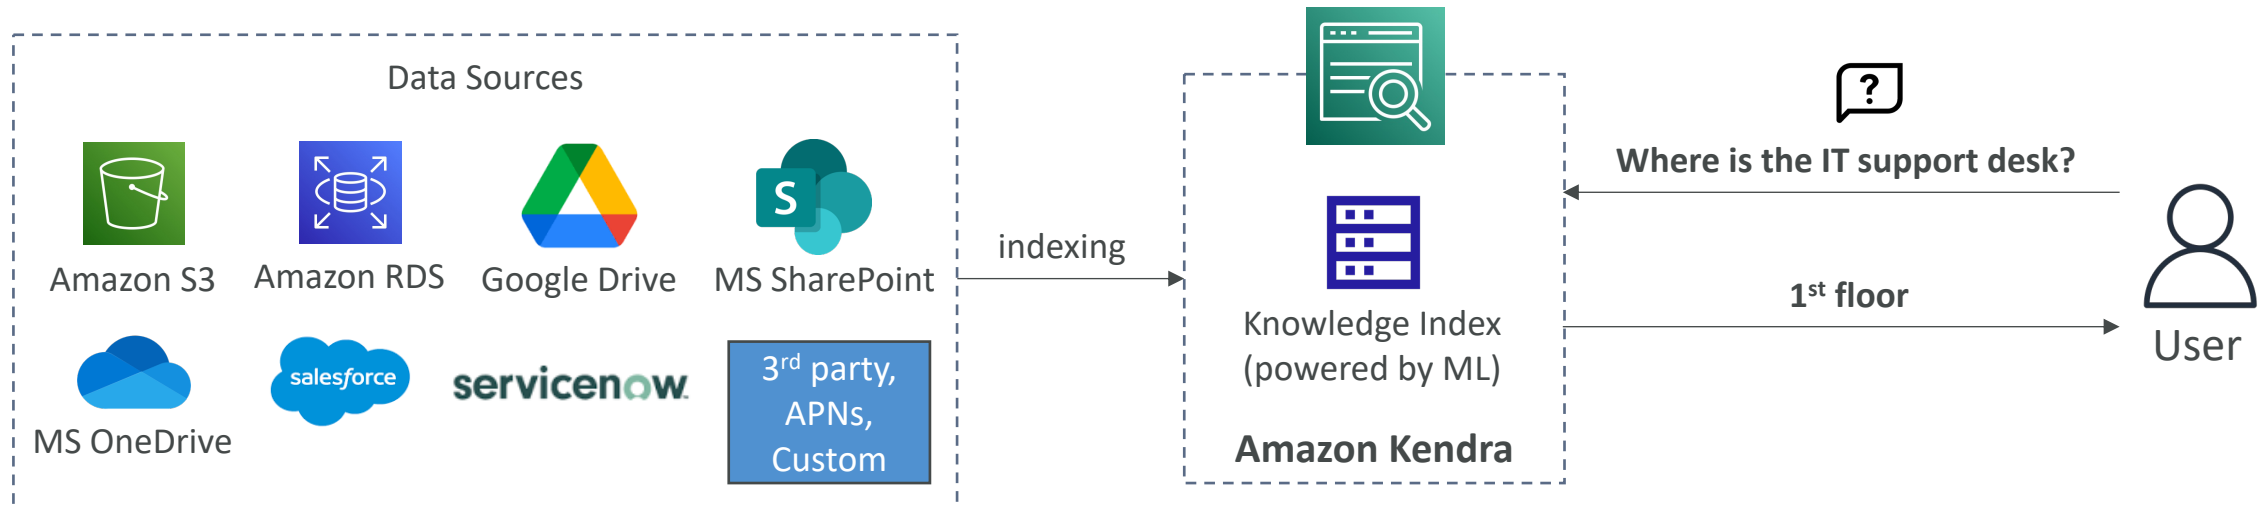 Data Sources
Amazon S3
Amazon RDS
Google Drive
S
MS SharePoint
MS OneDrive
salesforce
servicenow
3rd party,
APNs,
Custom
indexing
Knowledge Index
(powered by ML)
Amazon Kendra
?
Where is the IT support desk?
1st floor
User